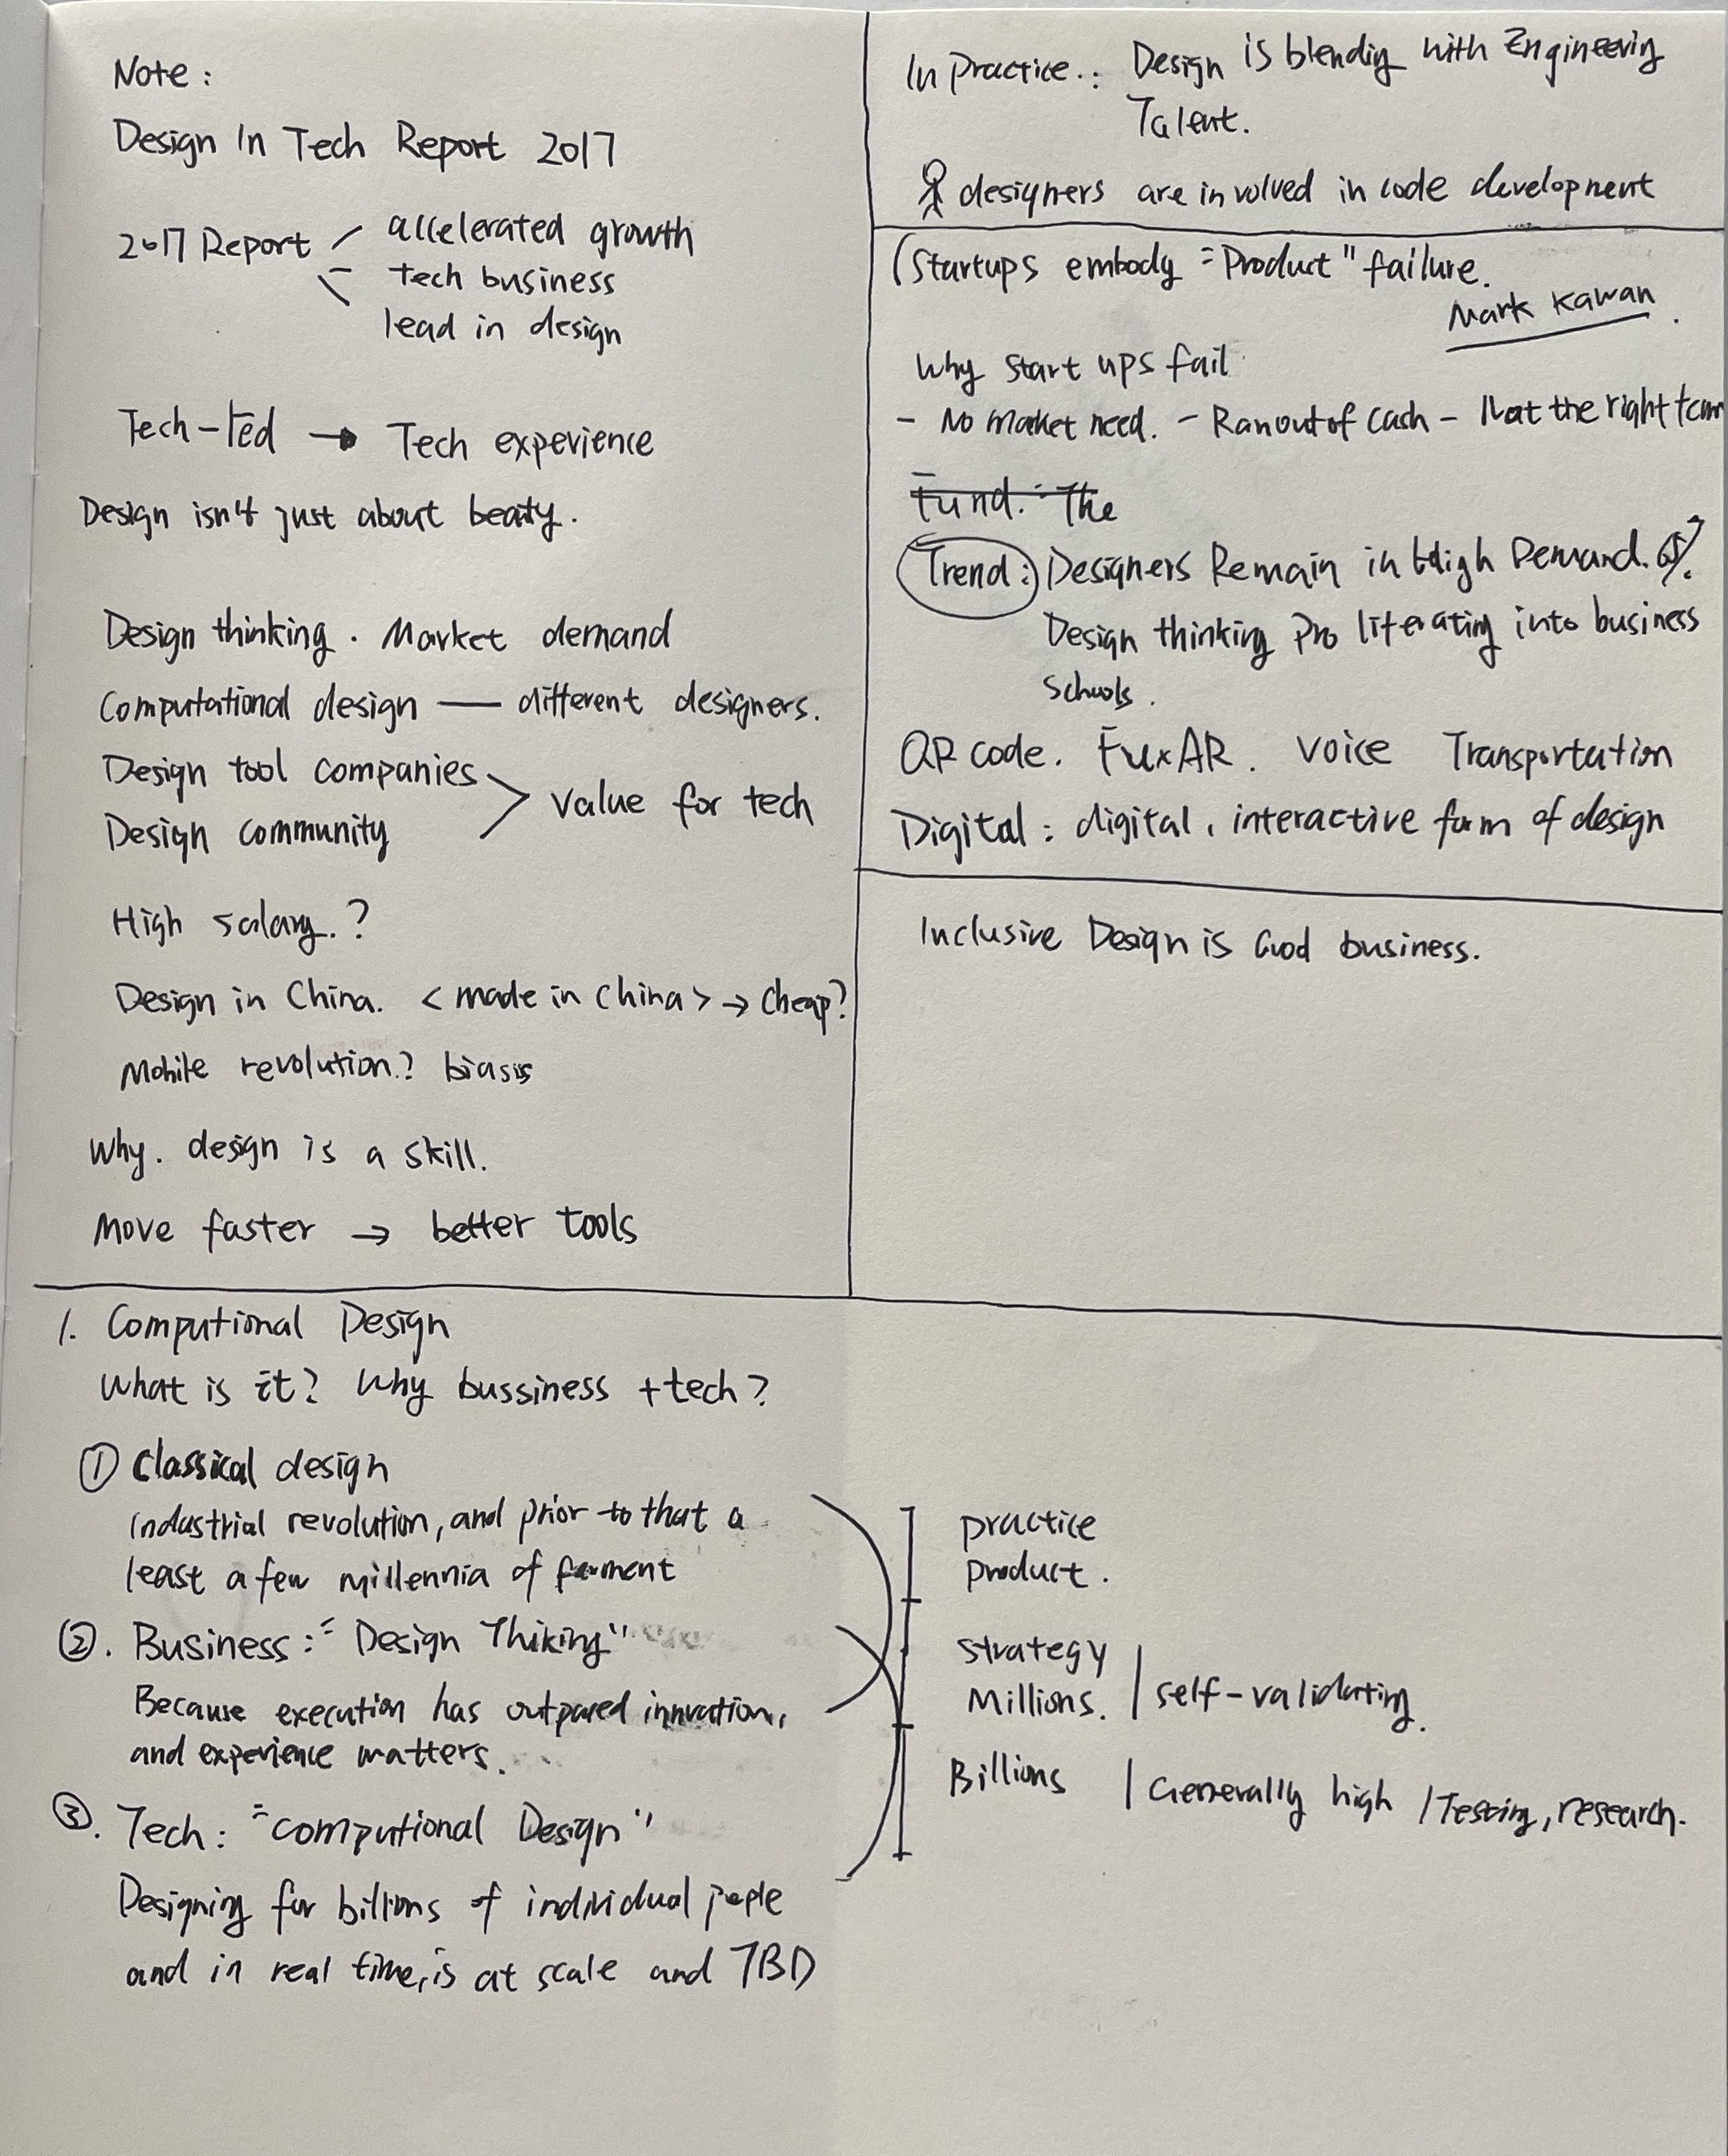 Note :
Design In Tech Report 2017
2017 Report
accelerated growth
tech business
lead in design
Tech-led → Tech experience
Design isn't just about beaity.
Design thinking . Market demand
Computational design — different designers.
Design tool companies
Design community
value for tech
High salary. ?
Design in China. < made in China > → Cheap?
Mobile revolution.? biasis
Why. design is a skill.
Move faster → better tools
In Practice.: Design is blendig with Engineerig
Talent.
designers are involved in code development
(Startups embody "Product" failure.
Mark Kawan.
Why start ups fail
- No market need. - Ran out of cash - Not the right team
Fund. : The
Trend: Designers Remain in High Demand.
Design thinking Pro literating into business
schools.
QR code. AR. Voice Transportation
Digital : digital, interactive form of design
Inclusive Design is Good business.
1. Computional Design
What is it? Why bussiness + tech?
① Classical design
industrial revolution, and prior to that a
least a few millennia of
②. Business : "Design Thiking"
Because execution has outpaced innvation,
and experience matters.
③. Tech: "computional Design"
Designing for billions of individual people
and in real time, is at scale and TBD
practice
product.
strategy
Millions. | self-validating.
Billions | Generally high | Testing, research.